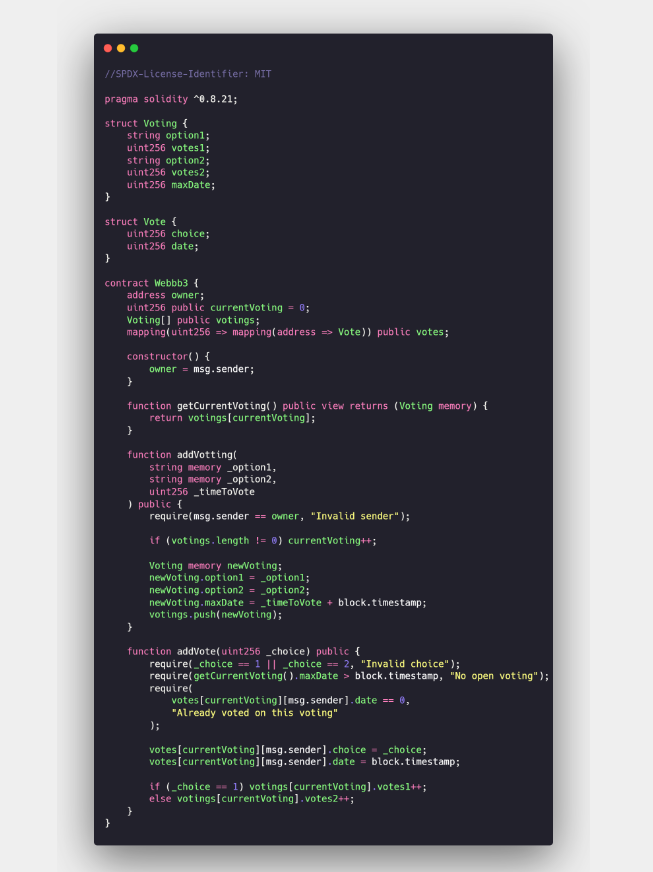 //SPDX-License-Identifier: MIT

pragma solidity ^0.8.21;

struct Voting {
    string option1;
    uint256 votes1;
    string option2;
    uint256 votes2;
    uint256 maxDate;
}

struct Vote {
    uint256 choice;
    uint256 date;
}

contract Webbb3 {
    address owner;
    uint256 public currentVoting = 0;
    Voting[] public votings;
    mapping(uint256 => mapping(address => Vote)) public votes;

    constructor() {
        owner = msg.sender;
    }

    function getCurrentVoting() public view returns (Voting memory) {
        return votings[currentVoting];
    }

    function addVotting(
        string memory _option1,
        string memory _option2,
        uint256 _timeToVote
    ) public {
        require(msg.sender == owner, "Invalid sender");

        if (votings.length != 0) currentVoting++;

        Voting memory newVoting;
        newVoting.option1 = _option1;
        newVoting.option2 = _option2;
        newVoting.maxDate = _timeToVote + block.timestamp;
        votings.push(newVoting);
    }

    function addVote(uint256 _choice) public {
        require(_choice == 1 || _choice == 2, "Invalid choice");
        require(getCurrentVoting().maxDate > block.timestamp, "No open voting");
        require(
            votes[currentVoting][msg.sender].date == 0,
            "Already voted on this voting"
        );

        votes[currentVoting][msg.sender].choice = _choice;
        votes[currentVoting][msg.sender].date = block.timestamp;

        if (_choice == 1) votings[currentVoting].votes1++;
        else votings[currentVoting].votes2++;
    }
}